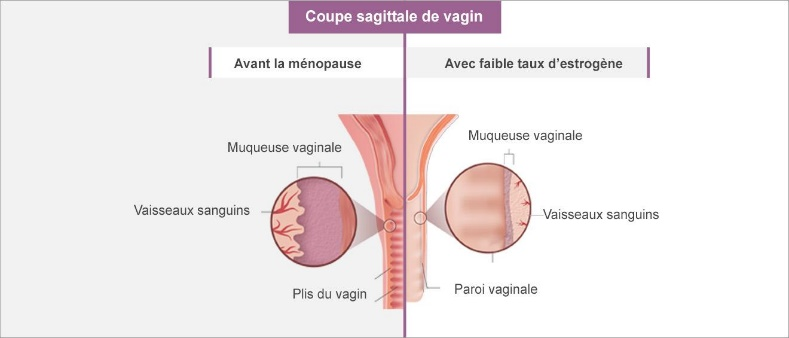 Coupe sagittale de vagin
Avant la ménopause
Avec faible taux d’estrogène
Muqueuse vaginale
Muqueuse vaginale
Vaisseaux sanguins
Vaisseaux sanguins
Plis du vagin
Paroi vaginale